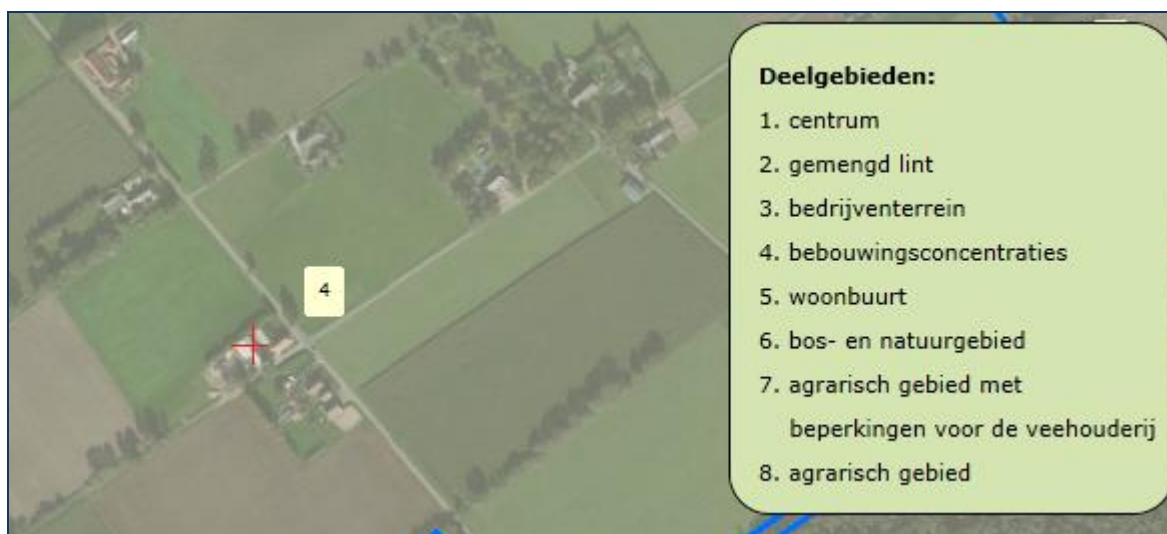 4
Deelgebieden:
1. centrum
2. gemengd lint
3. bedrijventerrein
4. bebouwingsconcentraties
5. woonbuurt
6. bos- en natuurgebied
7. agrarisch gebied met
beperkingen voor de veehouderij
8. agrarisch gebied